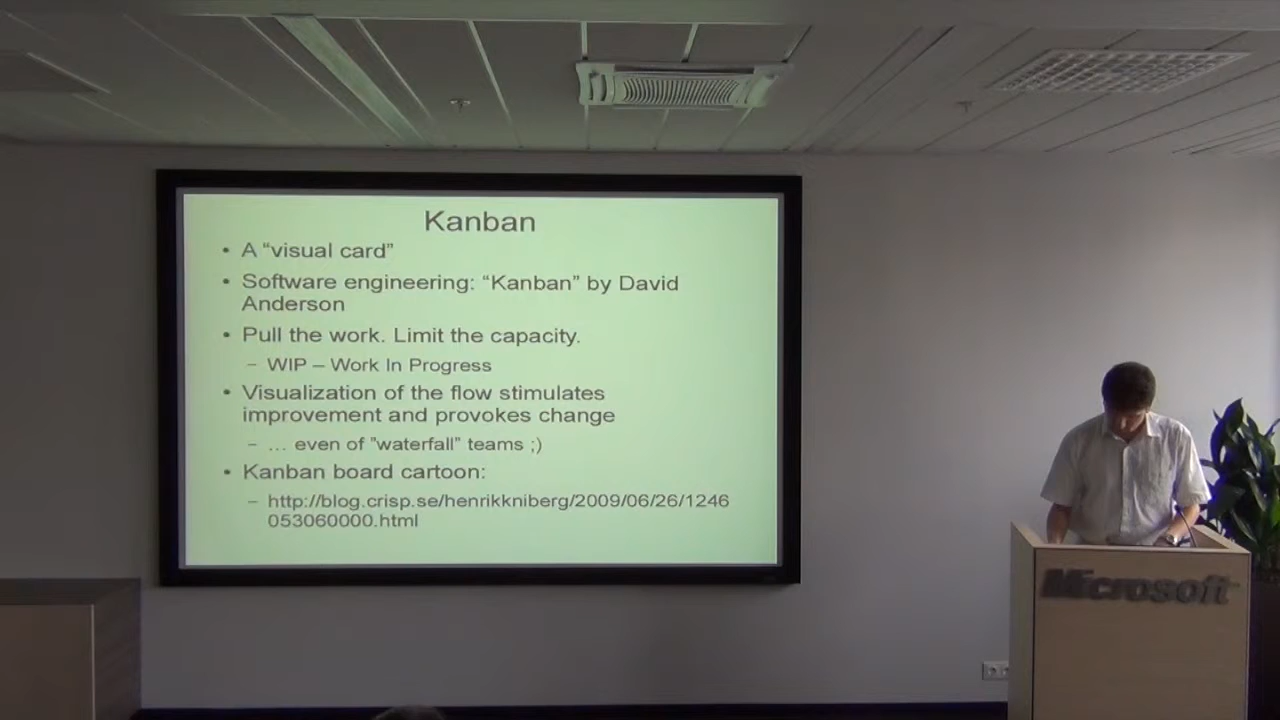 Kanban
• A “visual card”
• Software engineering: “Kanban” by David
Anderson
• Pull the work. Limit the capacity.
– WIP – Work In Progress
• Visualization of the flow stimulates
improvement and provokes change
– … even of "waterfall" teams ;)
• Kanban board cartoon:
– http://blog.crisp.se/henrikkniberg/2009/06/26/1246
053060000.html
Microsoft